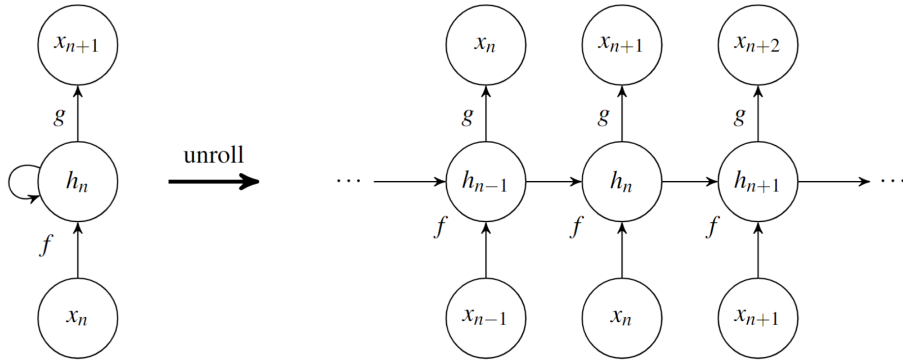 x_{n+1} x_n x_{n+1} x_{n+2}
g g g g
unroll
h_n ⋯ h_{n−1} h_n h_{n+1} ⋯
f f f f
x_n x_{n−1} x_n x_{n+1}